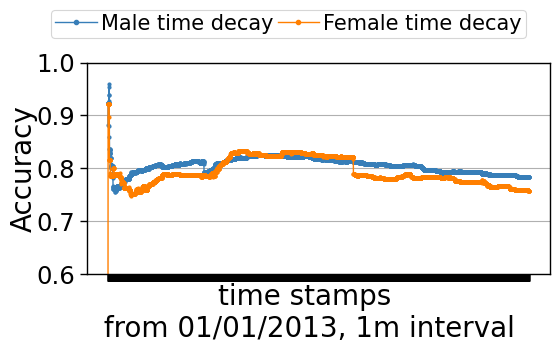 Male time decay Female time decay
1.0
0.9
0.8
0.7
0.6
Accuracy
time stamps
from 01/01/2013, 1m interval